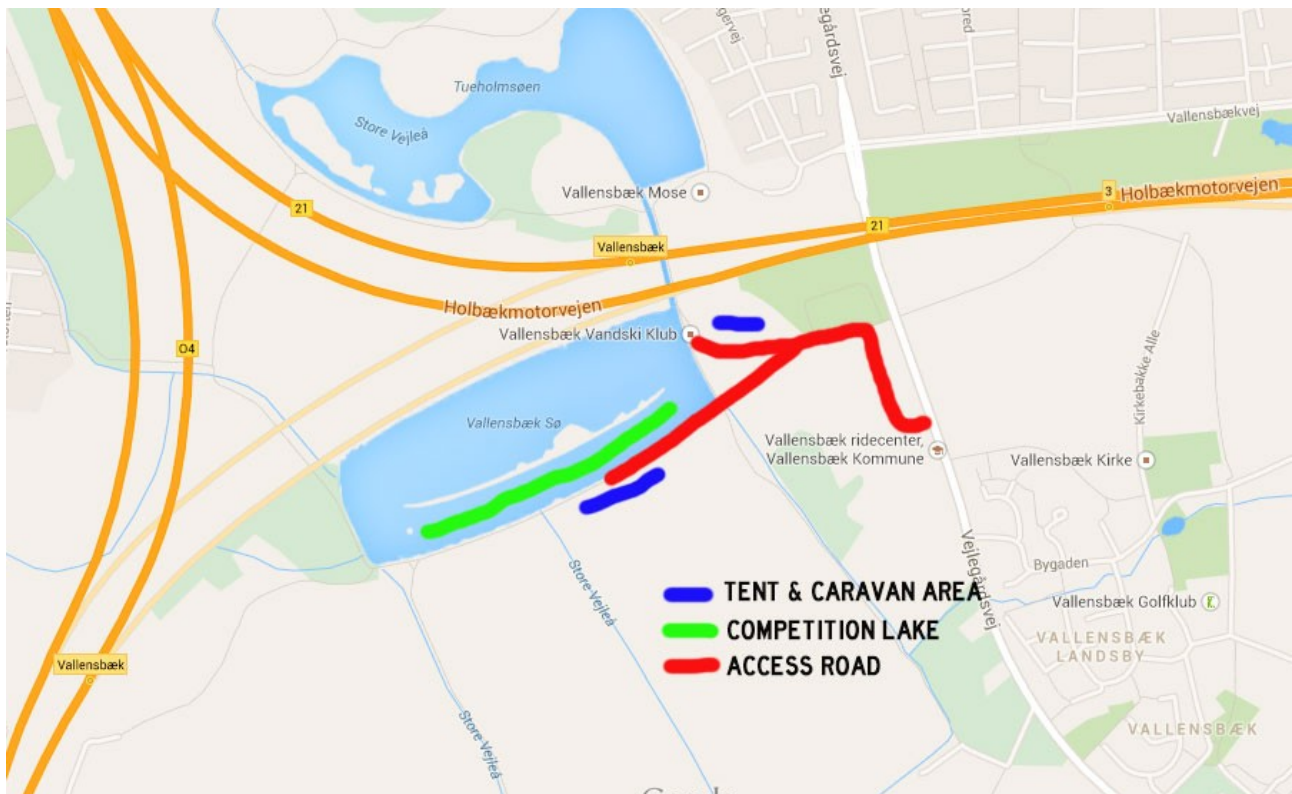 Vejlegårdsvej
Tueholmsøen
Store Vejleå
Vallensbækvej
Vallensbæk Mose
3
Holbækmotorvejen
21
21
Vallensbæk
Holbækmotorvejen
Vallensbæk Vandski Klub
O4
Kirkebakke Alle
Vallensbæk Sø
Vallensbæk ridecenter,
Vallensbæk Kommune
Vallensbæk Kirke
Bygaden
Store Vejleå
Vejlegårdsvej
TENT & CARAVAN AREA
Vallensbæk Golfklub
COMPETITION LAKE
VALLENSBÆK
LANDSBY
Vallensbæk
ACCESS ROAD
Store Vejleå
VALLENSBÆK